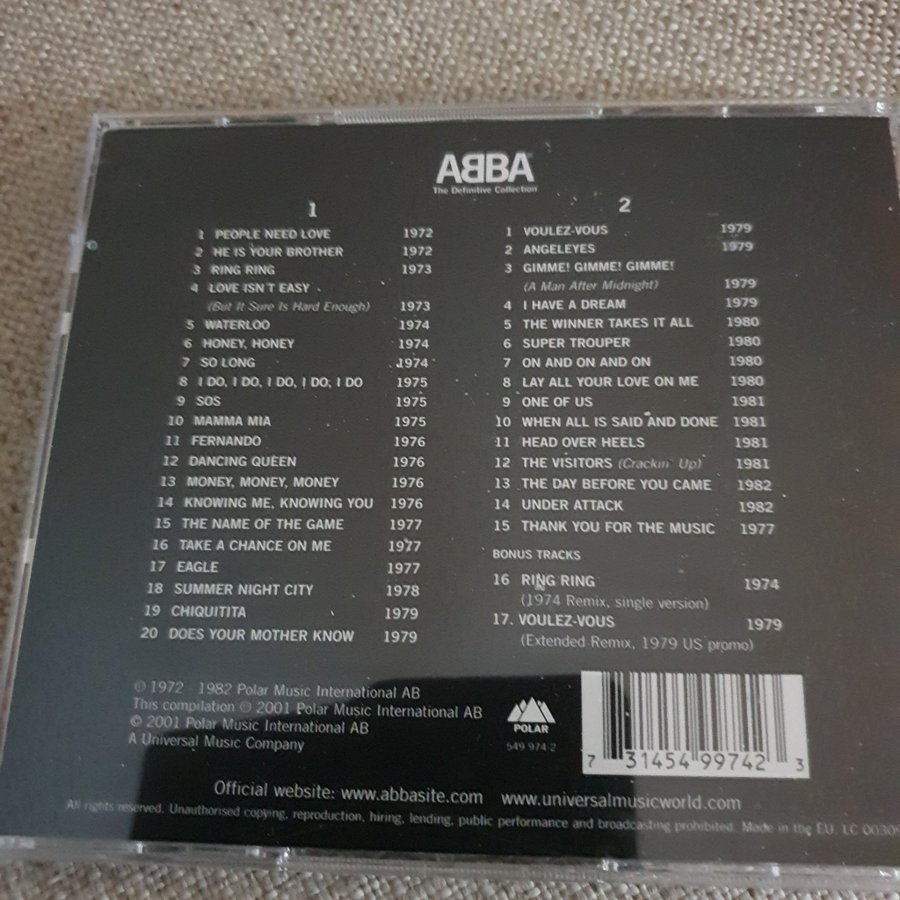 ABBA
The Definitive Collection
1
1 PEOPLE NEED LOVE 1972
2 HE IS YOUR BROTHER 1972
3 RING RING 1973
4 LOVE ISN'T EASY
(But It Sure Is Hard Enough) 1973
5 WATERLOO 1974
6 HONEY, HONEY 1974
7 SO LONG 1974
8 I DO, I DO, I DO, I DO, I DO 1975
9 SOS 1975
10 MAMMA MIA 1975
11 FERNANDO 1976
12 DANCING QUEEN 1976
13 MONEY, MONEY, MONEY 1976
14 KNOWING ME, KNOWING YOU 1976
15 THE NAME OF THE GAME 1977
16 TAKE A CHANCE ON ME 1977
17 EAGLE 1977
18 SUMMER NIGHT CITY 1978
19 CHIQUITITA 1979
20 DOES YOUR MOTHER KNOW 1979
2
1 VOULEZ-VOUS 1979
2 ANGELEYES 1979
3 GIMME! GIMME! GIMME!
(A Man After Midnight) 1979
4 I HAVE A DREAM 1979
5 THE WINNER TAKES IT ALL 1980
6 SUPER TROUPER 1980
7 ON AND ON AND ON 1980
8 LAY ALL YOUR LOVE ON ME 1980
9 ONE OF US 1981
10 WHEN ALL IS SAID AND DONE 1981
11 HEAD OVER HEELS 1981
12 THE VISITORS (Crackin' Up) 1981
13 THE DAY BEFORE YOU CAME 1982
14 UNDER ATTACK 1982
15 THANK YOU FOR THE MUSIC 1977
BONUS TRACKS
16 RING RING 1974
(1974 Remix, single version)
17. VOULEZ-VOUS 1979
(Extended Remix, 1979 US promo)
℗ 1972 - 1982 Polar Music International AB
This compilation ℗ 2001 Polar Music International AB
© 2001 Polar Music International AB
A Universal Music Company
POLAR
549 974-2
7 31454 99742 3
Official website: www.abbasite.com www.universalmusicworld.com
All rights reserved. Unauthorised copying, reproduction, hiring, lending, public performance and broadcasting prohibited. Made in the EU. LC 00309